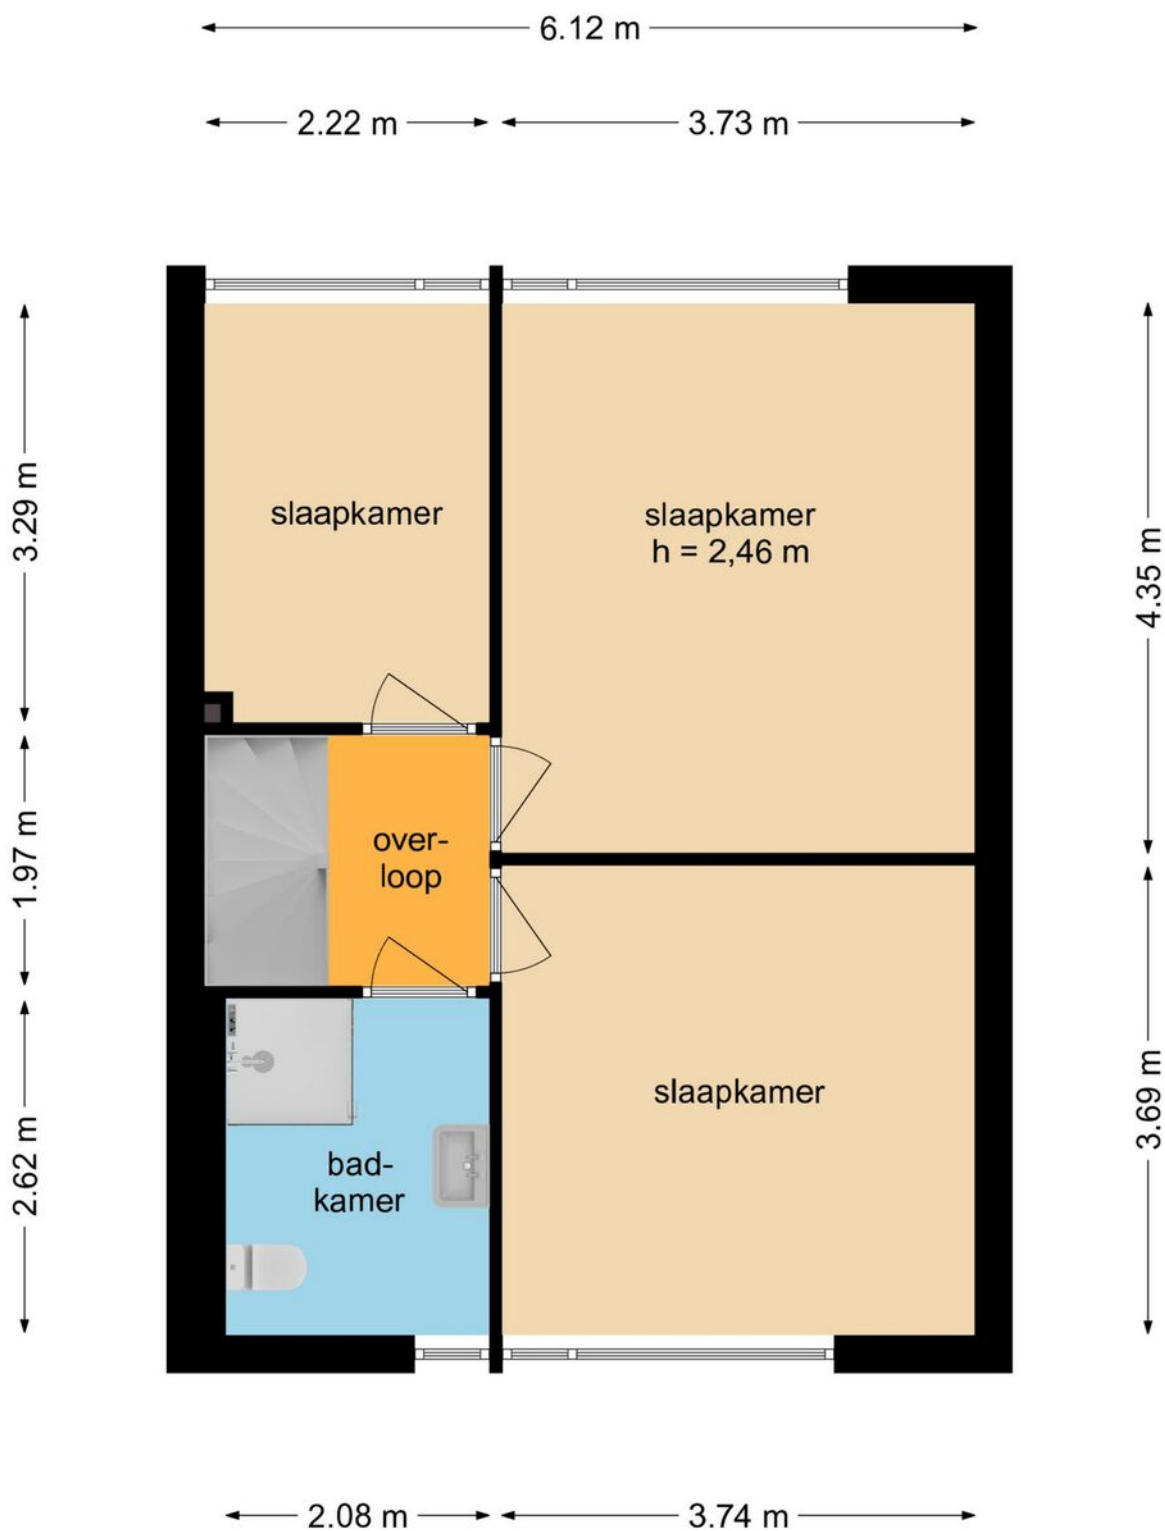 6.12 m
2.22 m
3.73 m
3.29 m
4.35 m
slaapkamer
slaapkamer
h = 2,46 m
1.97 m
over-
loop
2.62 m
3.69 m
slaapkamer
bad-
kamer
2.08 m
3.74 m